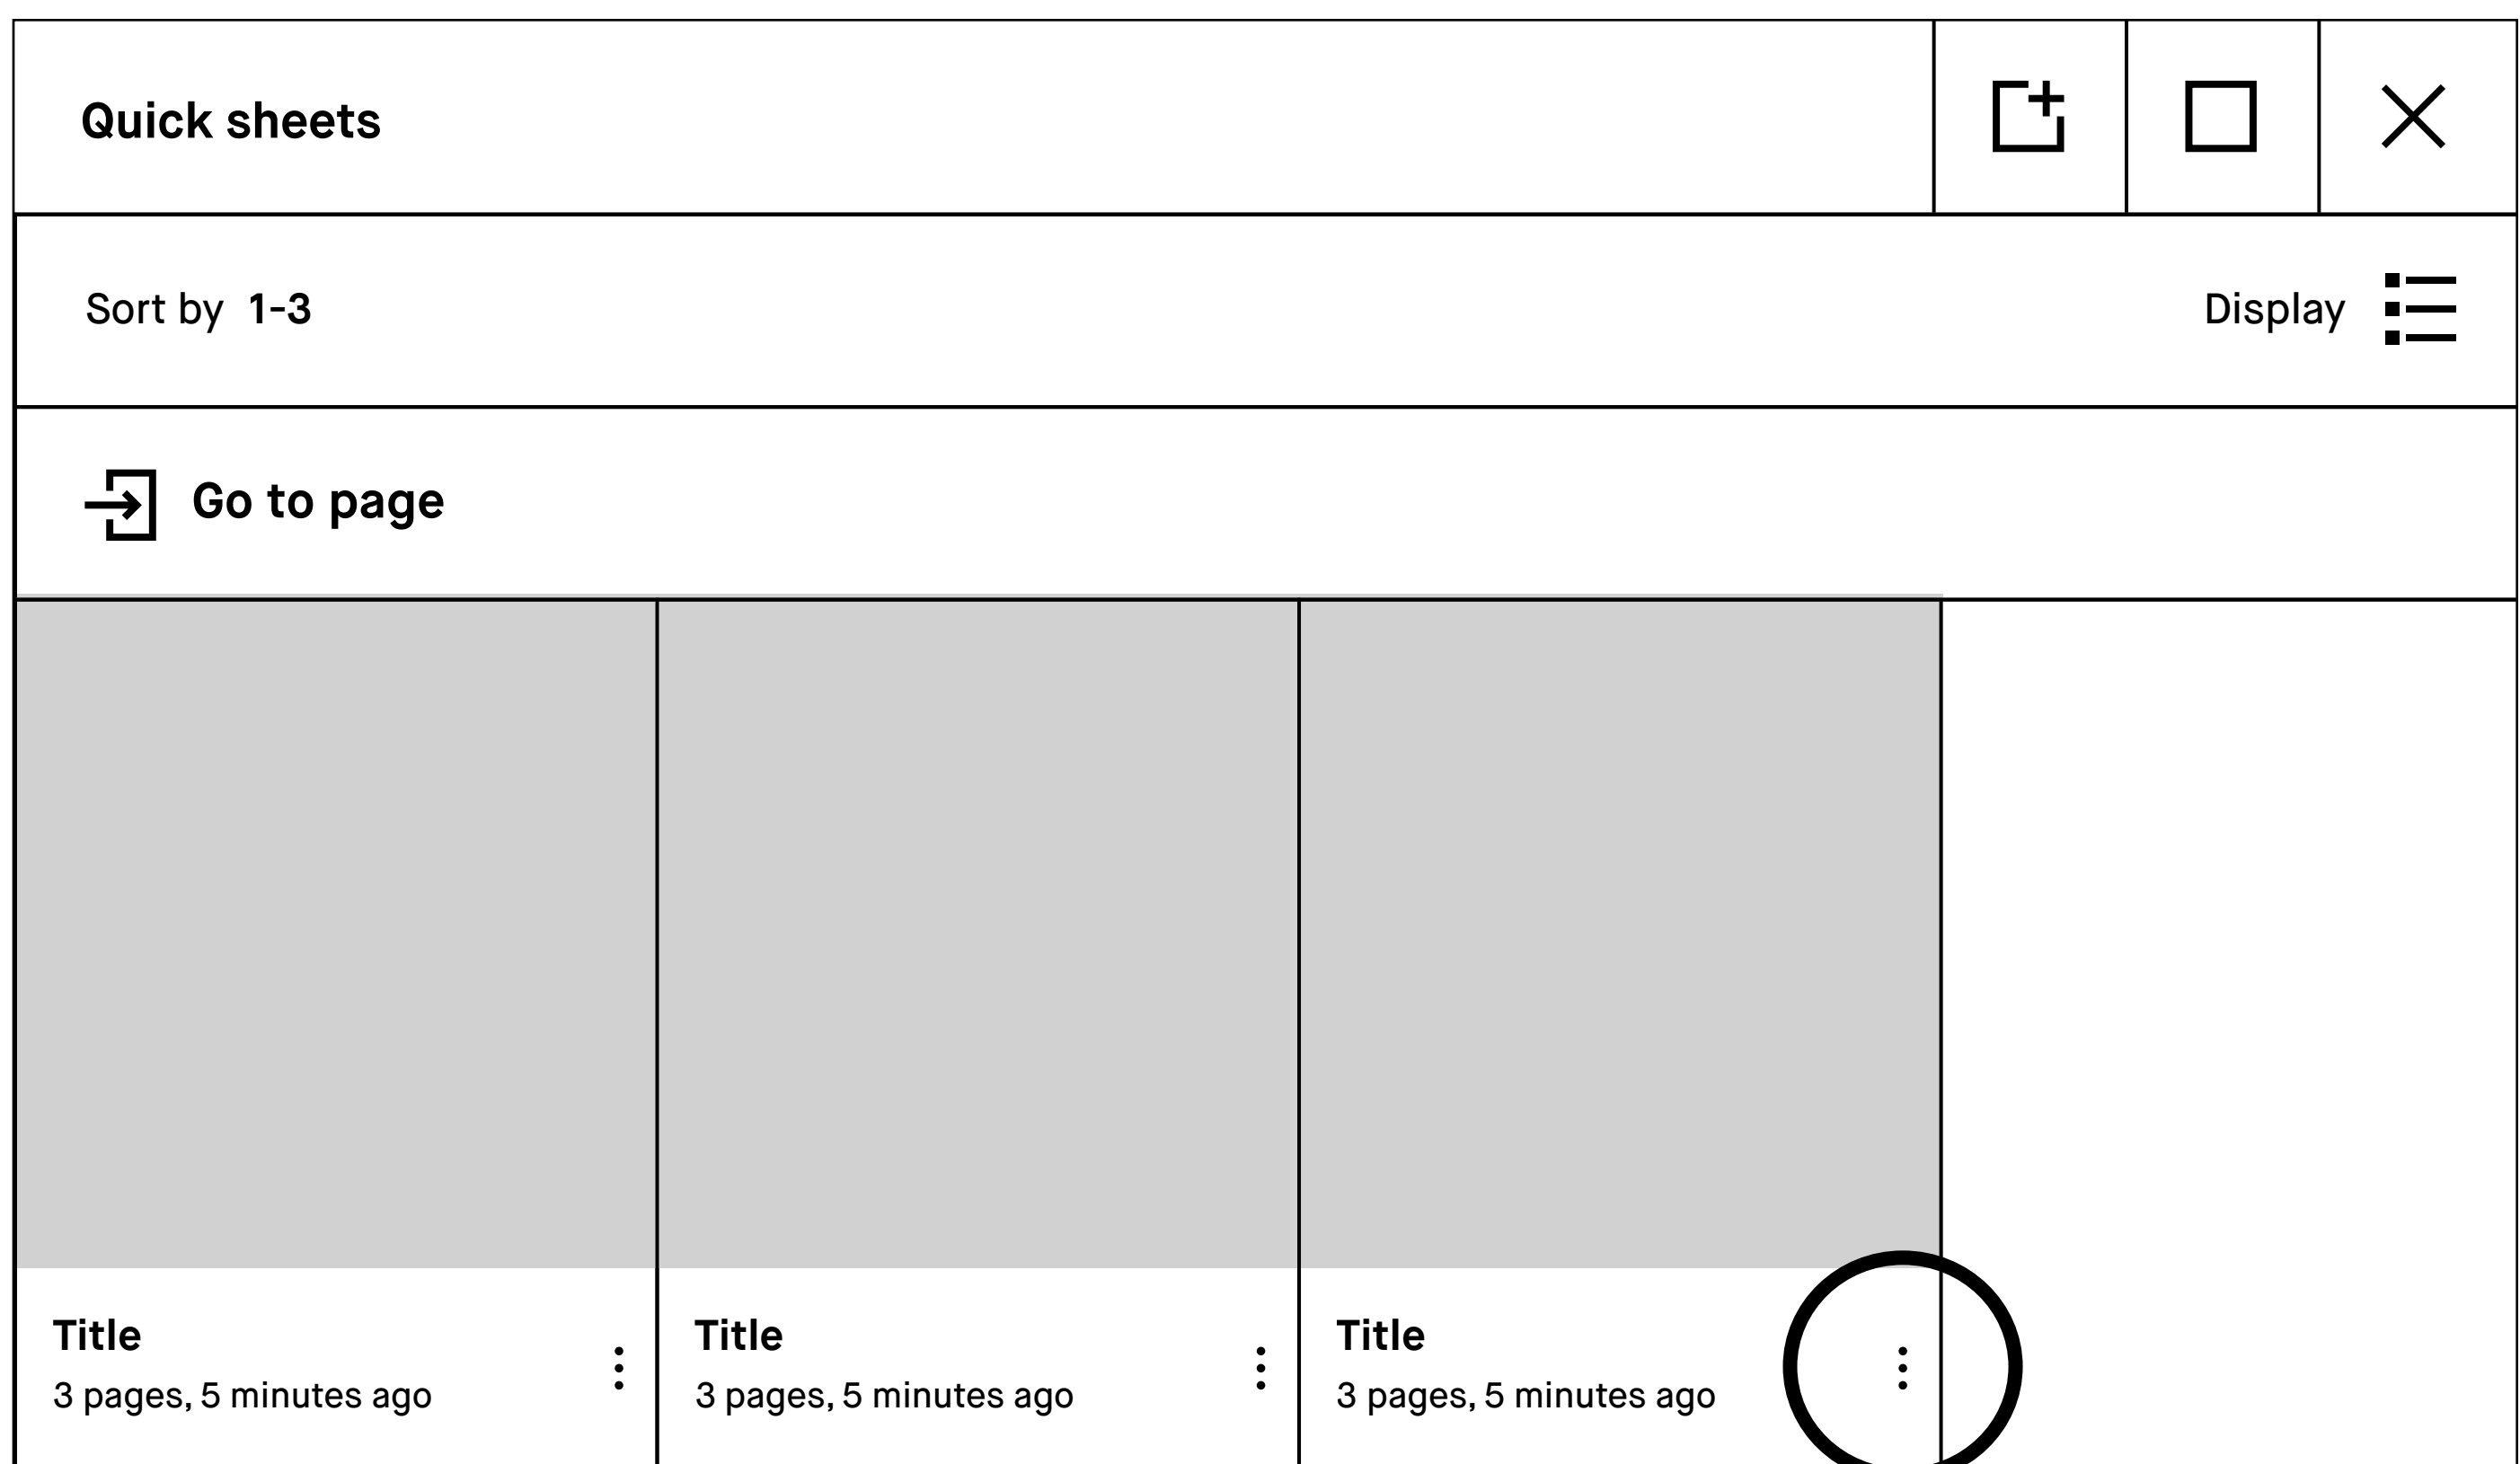 Quick sheets
Sort by 1-3
Display
Go to page
Title
3 pages, 5 minutes ago
Title
3 pages, 5 minutes ago
Title
3 pages, 5 minutes ago